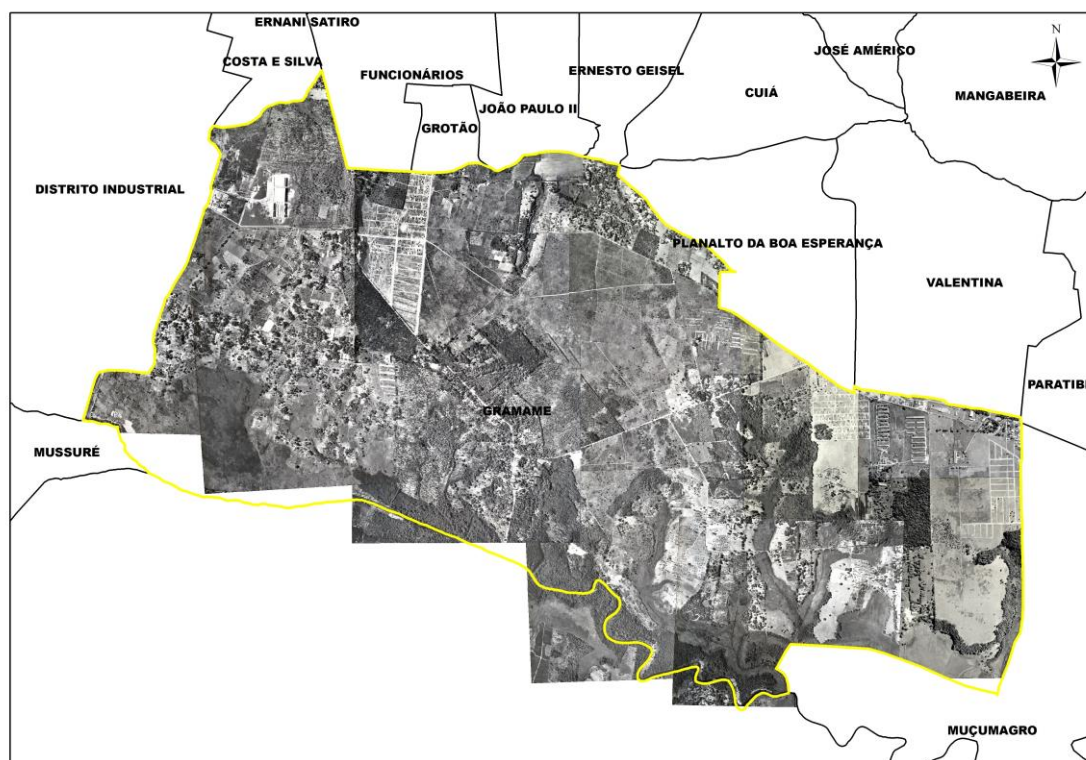 ERNANI SATIRO
COSTA E SILVA
FUNCIONÁRIOS
GROTÃO
JOÃO PAULO II
ERNESTO GEISEL
CUIÁ
JOSÉ AMÉRICO
N
MANGABEIRA
DISTRITO INDUSTRIAL
PLANALTO DA BOA ESPERANÇA
VALENTINA
PARATIBE
GRAMAME
MUSSURÉ
MUÇUMAGRO